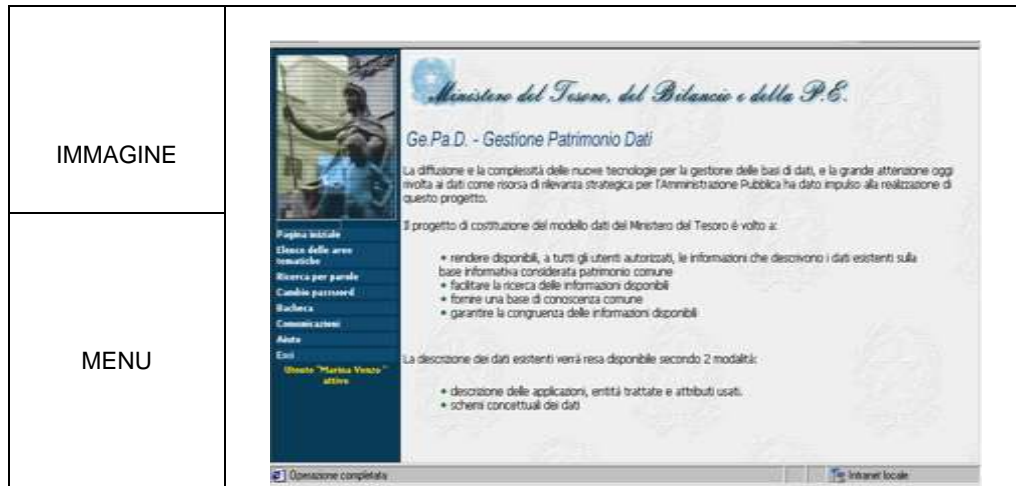 IMMAGINE
MENU
Ministero del Tesoro, del Bilancio e della P.E.
Ge.Pa.D. - Gestione Patrimonio Dati
La diffusione e la complessità delle nuove tecnologie per la gestione delle basi di dati, e la grande attenzione oggi
rivolta ai dati come risorsa di rilevanza strategica per l'Amministrazione Pubblica ha dato impulso alla realizzazione di
questo progetto.
Il progetto di costituzione del modello dati del Ministero del Tesoro è volto a:
• rendere disponibili, a tutti gli utenti autorizzati, le informazioni che descrivono i dati esistenti sulla
base informativa considerata patrimonio comune
• facilitare la ricerca delle informazioni disponibili
• fornire una base di conoscenza comune
• garantire la congruenza delle informazioni disponibili
La descrizione dei dati esistenti verrà resa disponibile secondo 2 modalità:
• descrizione delle applicazioni, entità trattate e attributi usati.
• schemi concettuali dei dati
Pagina iniziale
Elenco delle aree
tematiche
Ricerca per parole
Cambio password
Bacheca
Comunicazioni
Aiuto
Esci
Utente "Marina Venzo"
attivo
Operazione completata
Intranet locale